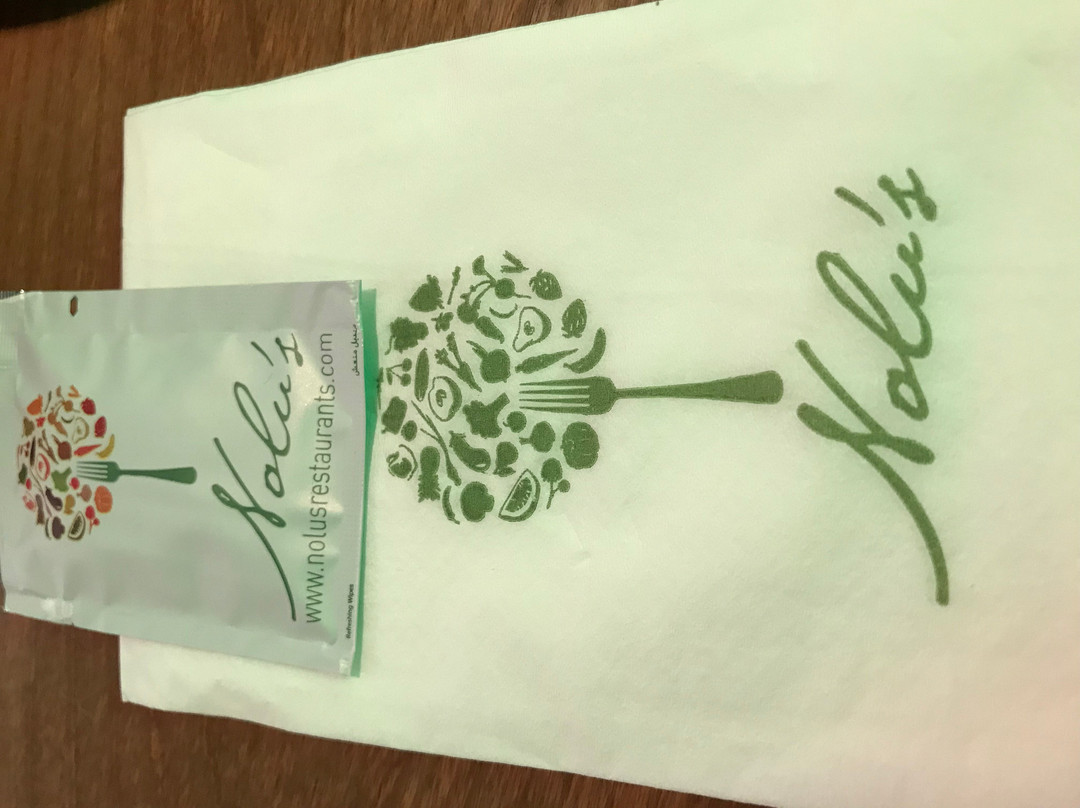 Nolu's
www.nolusrestaurants.com
Refreshing Wipes
منديل منعش
Nolu's